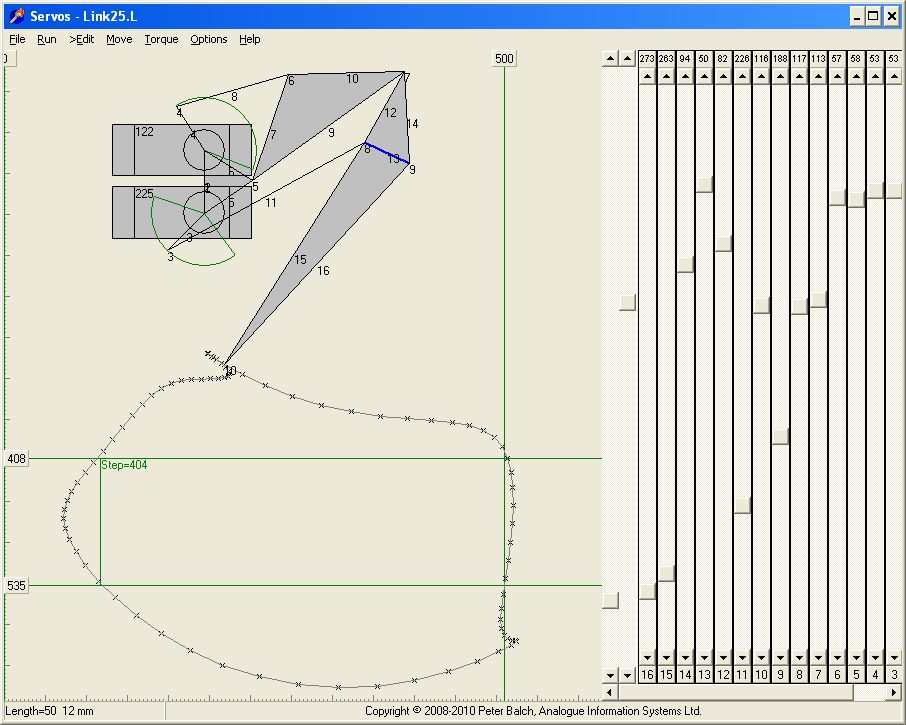 Servos - Link25.L
File Run >Edit Move Torque Options Help
0 500 273 263 94 50 82 226 116 188 117 113 57 58 53 53
6 10 7
8
4 12
122 4 7 9 14
8 13 9
2 5
225 5 11
3
3
15 16
10
408
Step=404
535
16 15 14 13 12 11 10 9 8 7 6 5 4 3
Length=50 12 mm Copyright © 2008-2010 Peter Balch, Analogue Information Systems Ltd.